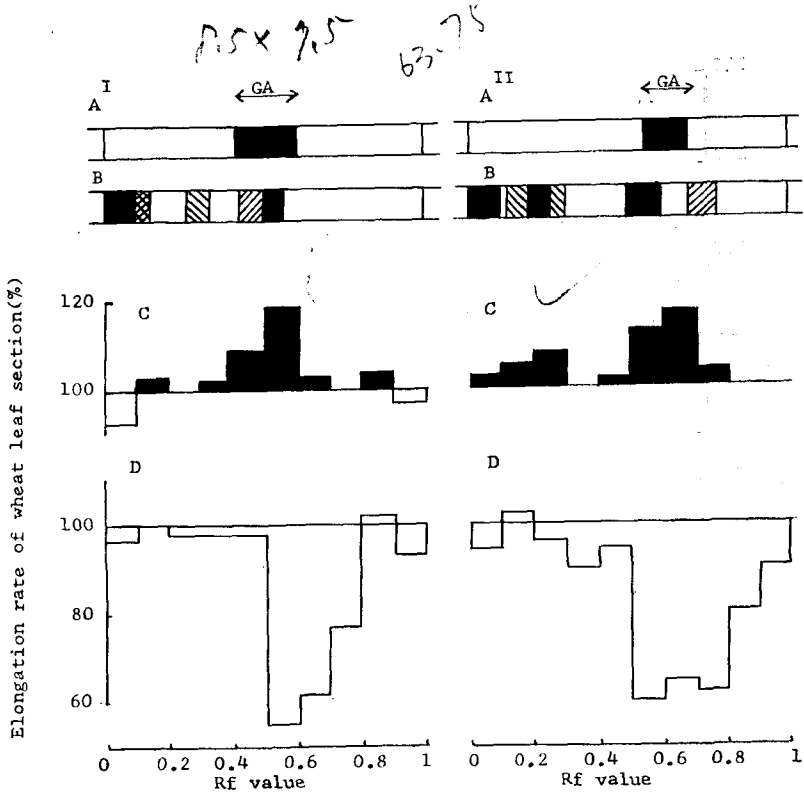 63.75
I
GA
A
B
II
GA
A
B
Elongation rate of wheat leaf section(%)
120
100
C
C
D
D
100
80
60
0 0.2 0.4 0.6 0.8 1
Rf value
0 0.2 0.4 0.6 0.8 1
Rf value